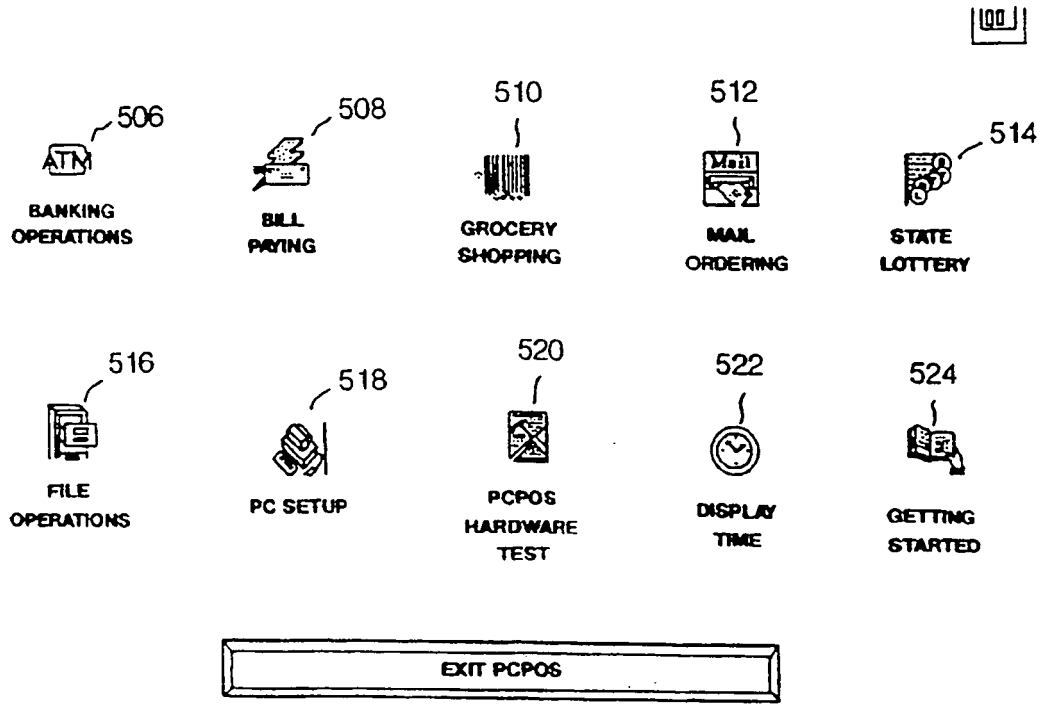 506
508
510
512
514
ATM
Mail
BANKING
OPERATIONS
BILL
PAYING
GROCERY
SHOPPING
MAIL
ORDERING
STATE
LOTTERY
516
518
520
522
524
FILE
OPERATIONS
PC SETUP
PCPOS
HARDWARE
TEST
DISPLAY
TIME
GETTING
STARTED
EXIT PCPOS